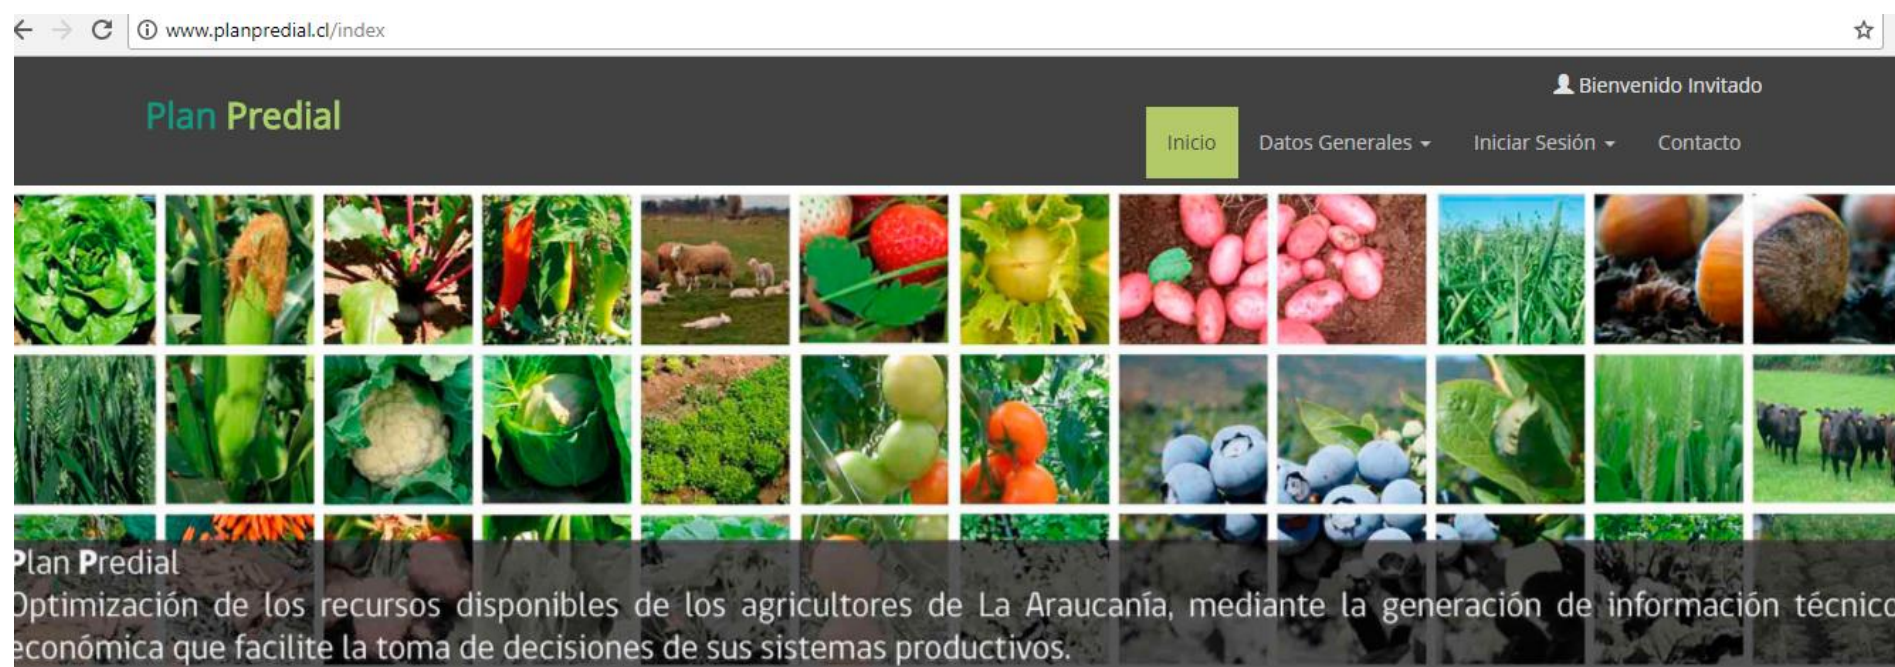 www.planpredial.cl/index
Bienvenido Invitado
Plan Predial
Inicio Datos Generales Iniciar Sesión Contacto
Plan Predial
Optimización de los recursos disponibles de los agricultores de La Araucanía, mediante la generación de información técnico
económica que facilite la toma de decisiones de sus sistemas productivos.